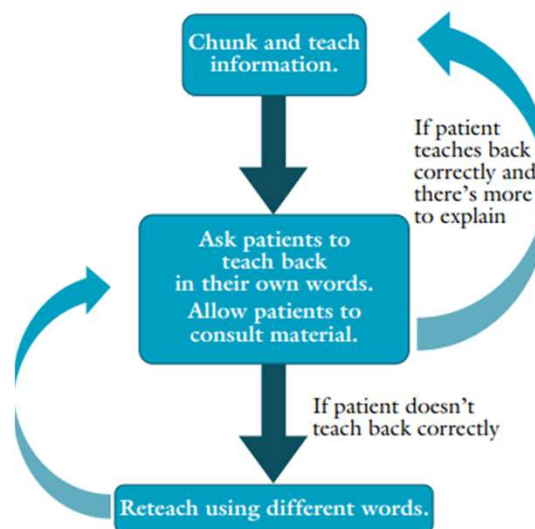 Chunk and teach
information.
If patient
teaches back
correctly and
there's more
to explain
Ask patients to
teach back
in their own words.
Allow patients to
consult material.
If patient doesn't
teach back correctly
Reteach using different words.